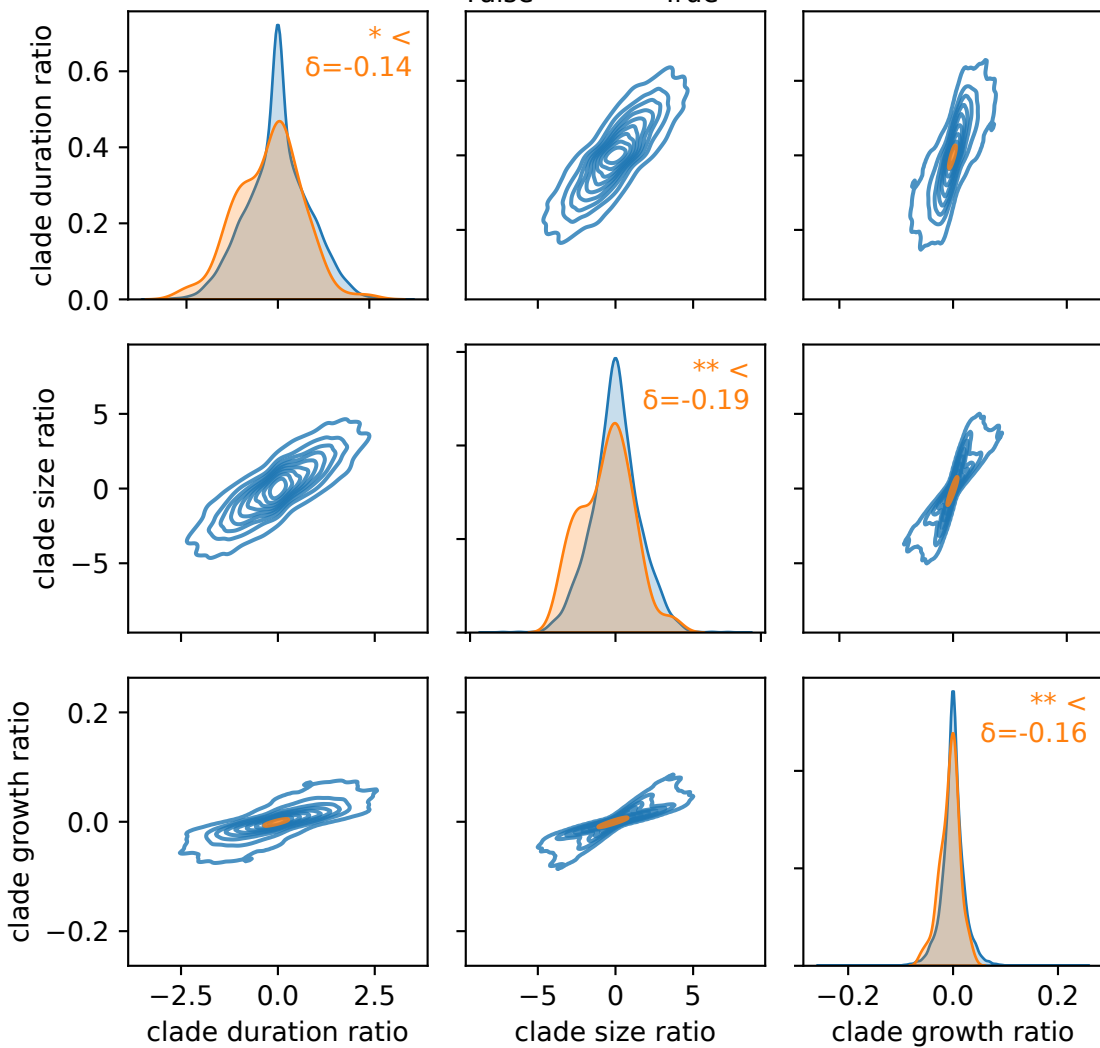 False True
clade duration ratio
0.6
0.4
0.2
0.0
* <
δ=-0.14
clade size ratio
5
0
−5
** <
δ=-0.19
clade growth ratio
0.2
0.0
−0.2
** <
δ=-0.16
−2.5 0.0 2.5
clade duration ratio
−5 0 5
clade size ratio
−0.2 0.0 0.2
clade growth ratio